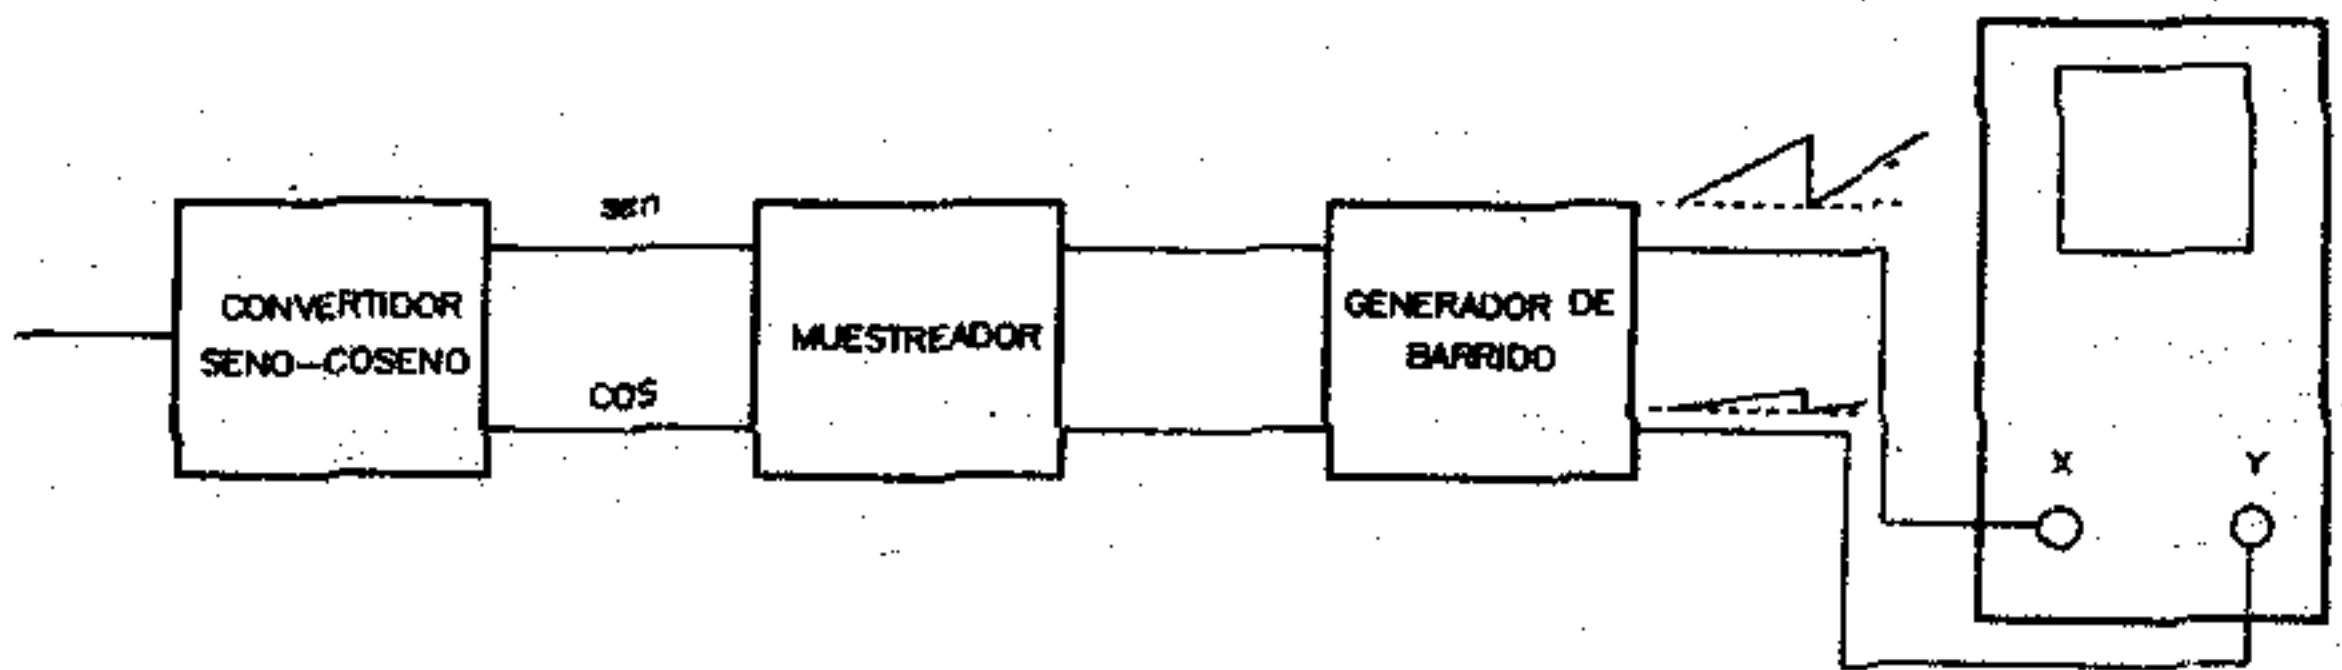 CONVERTIDOR
SENO-COSENO
sen
COS
MUESTREADOR
GENERADOR DE
BARRIDO
X
Y